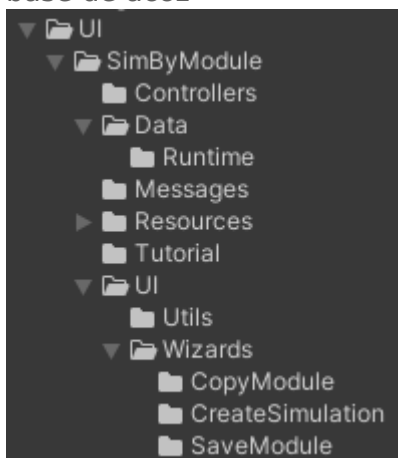 UI
SimByModule
Controllers
Data
Runtime
Messages
Resources
Tutorial
UI
Utils
Wizards
CopyModule
CreateSimulation
SaveModule